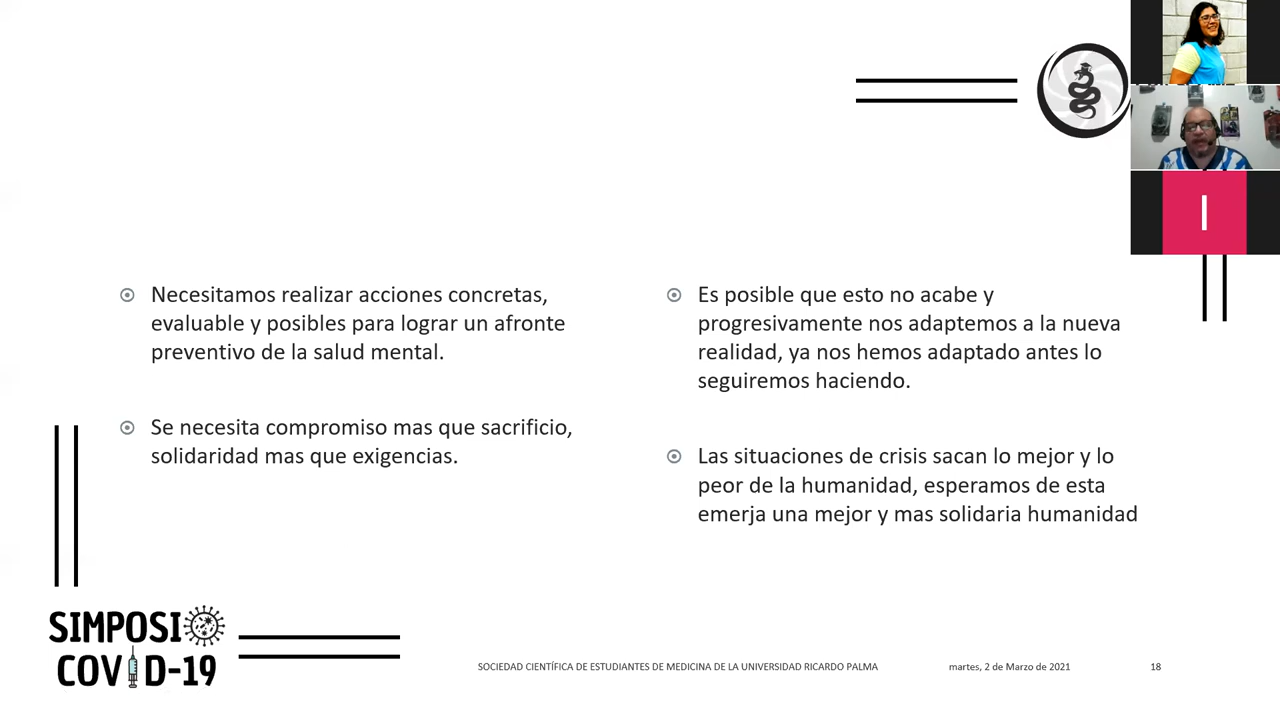 Necesitamos realizar acciones concretas,
evaluable y posibles para lograr un afronte
preventivo de la salud mental.
Se necesita compromiso mas que sacrificio,
solidaridad mas que exigencias.
Es posible que esto no acabe y
progresivamente nos adaptemos a la nueva
realidad, ya nos hemos adaptado antes lo
seguiremos haciendo.
Las situaciones de crisis sacan lo mejor y lo
peor de la humanidad, esperamos de esta
emerja una mejor y mas solidaria humanidad
I
SIMPOSIO
COVID-19
SOCIEDAD CIENTÍFICA DE ESTUDIANTES DE MEDICINA DE LA UNIVERSIDAD RICARDO PALMA
martes, 2 de Marzo de 2021
18